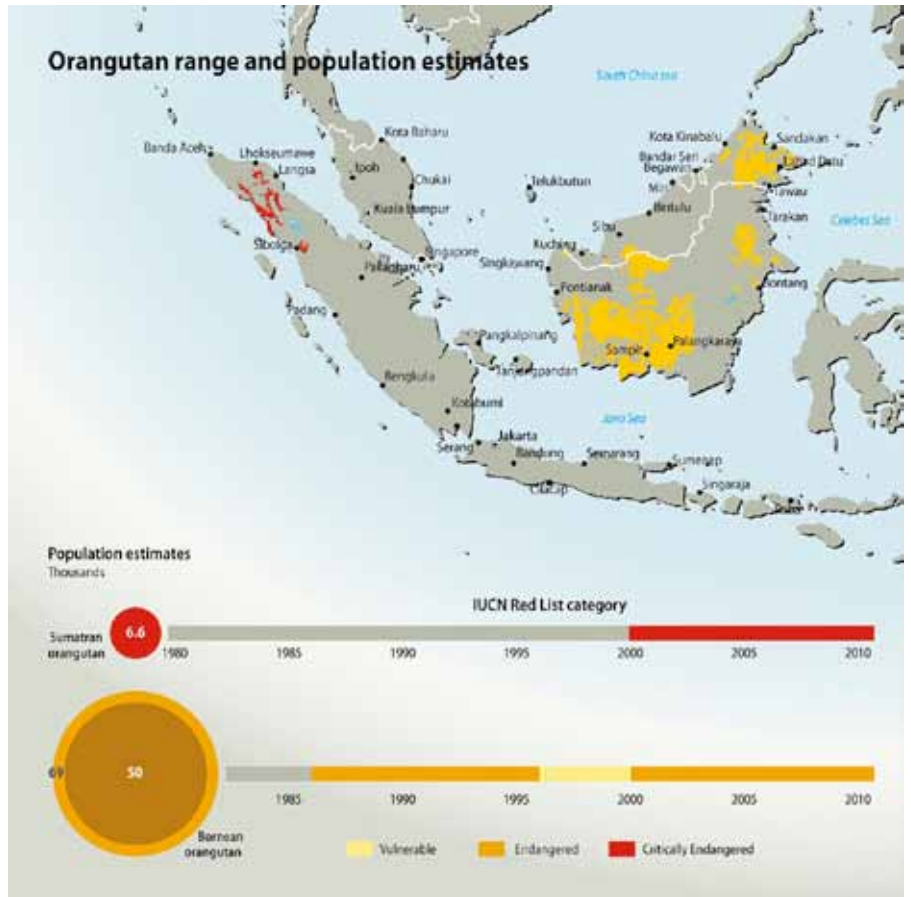 Orangutan range and population estimates
South China sea
Kota Baharu
Banda Aceh
Lhokseumawe
Ipoh
Langsa
Chukai
Kuala Lumpur
Telukbutun
Kota Kinabalu
Sandakan
Bandar Seri
Begawan
Lahad Datu
Miri
Tawau
Bintulu
Tarakan
Celebes Sea
Sibu
Sibolga
Singapore
Kuching
Singkawang
Pontianak
Bontang
Padang
Pangkalpinang
Sampit
Palangkaraya
Tanjungpandan
Bengkulu
Kotabumi
Java Sea
Jakarta
Serang
Bandung
Semarang
Sumenep
Cilacap
Singaraja
Population estimates
Thousands
IUCN Red List category
6.6
Sumatran
orangutan
1980 1985 1990 1995 2000 2005 2010
69 50
1985 1990 1995 2000 2005 2010
Bornean
orangutan
Vulnerable Endangered Critically Endangered